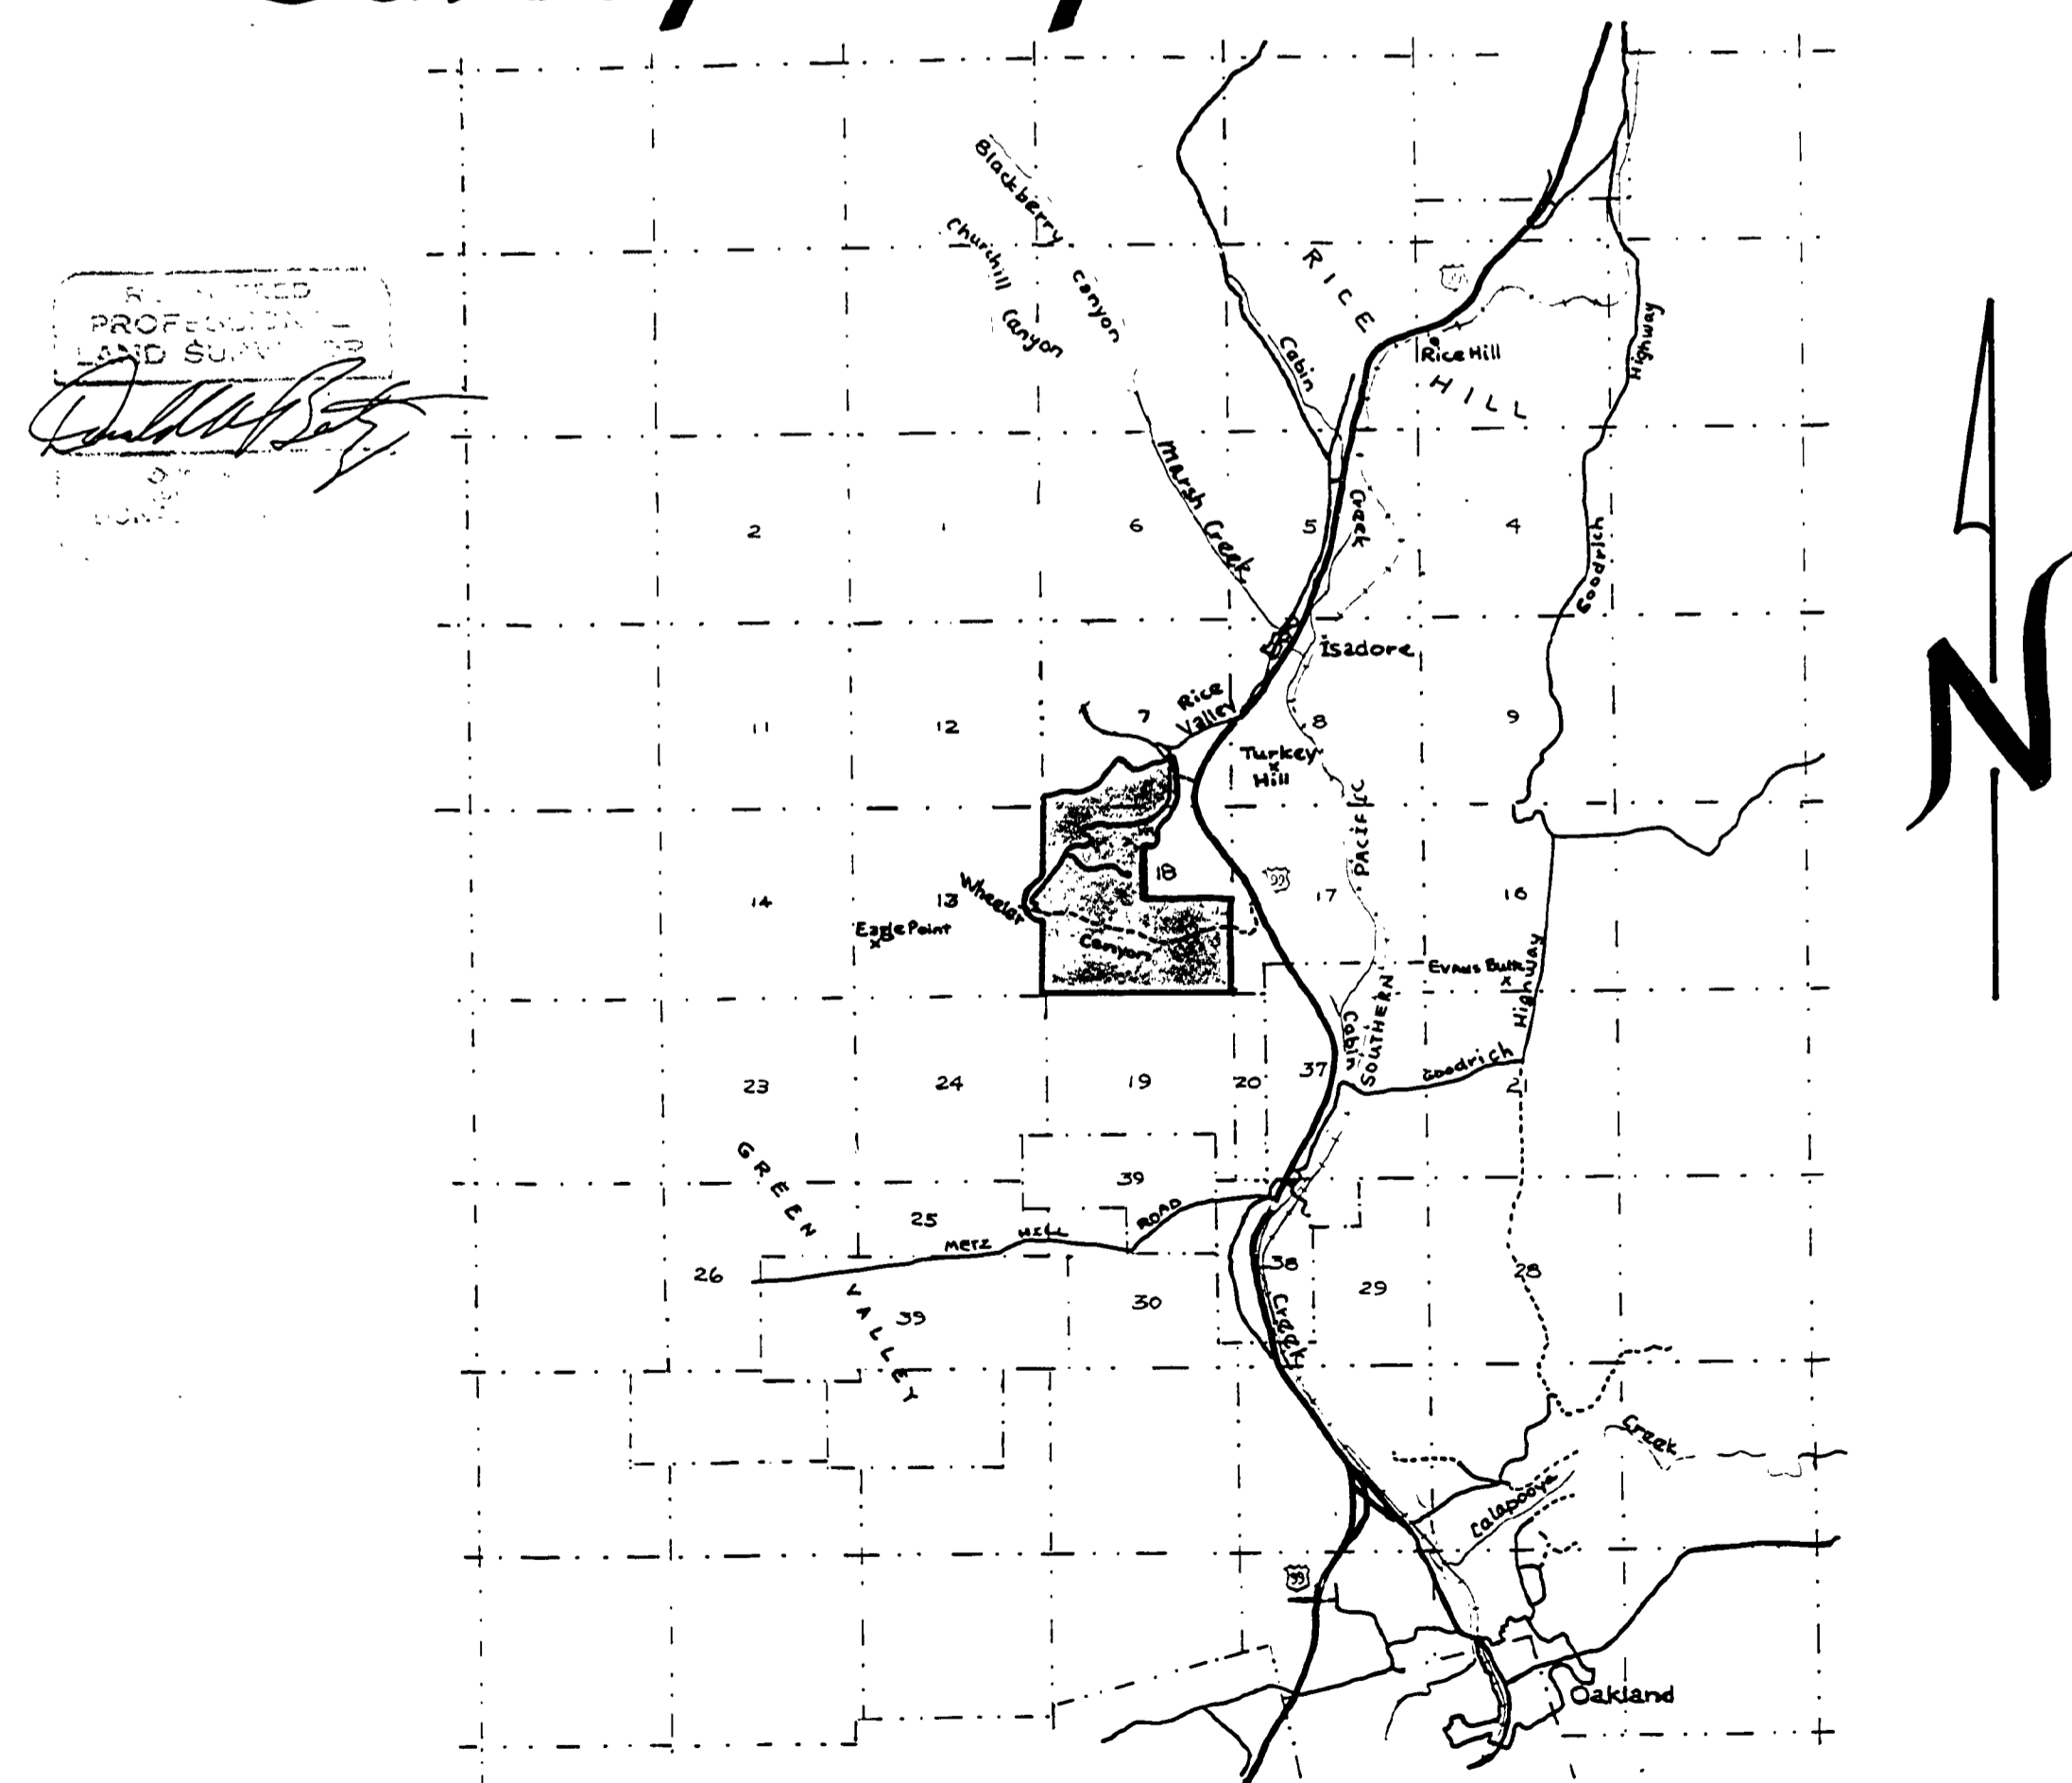 PROFESSIONAL
LAND SURVEYOR
Blackberry Canyon
Churchill Canyon
RICE HILL
Rice Hill
Cabin Creek
Highway
Goodrich
Marsh Creek
2
1
6
5
4
Isadore
Rice Valley
11
12
7
8
9
Turkey Hill
N
SOUTHERN PACIFIC
99
14
13
18
17
16
Wheeler Canyon
Eagle Point
Evans Butte
Highway
Goodrich
23
24
19
20
37
21
Cabin Creek
GREEN VALLEY
39
25
METZ HILL ROAD
26
39
30
38
29
28
Calapooya Creek
99
Oakland